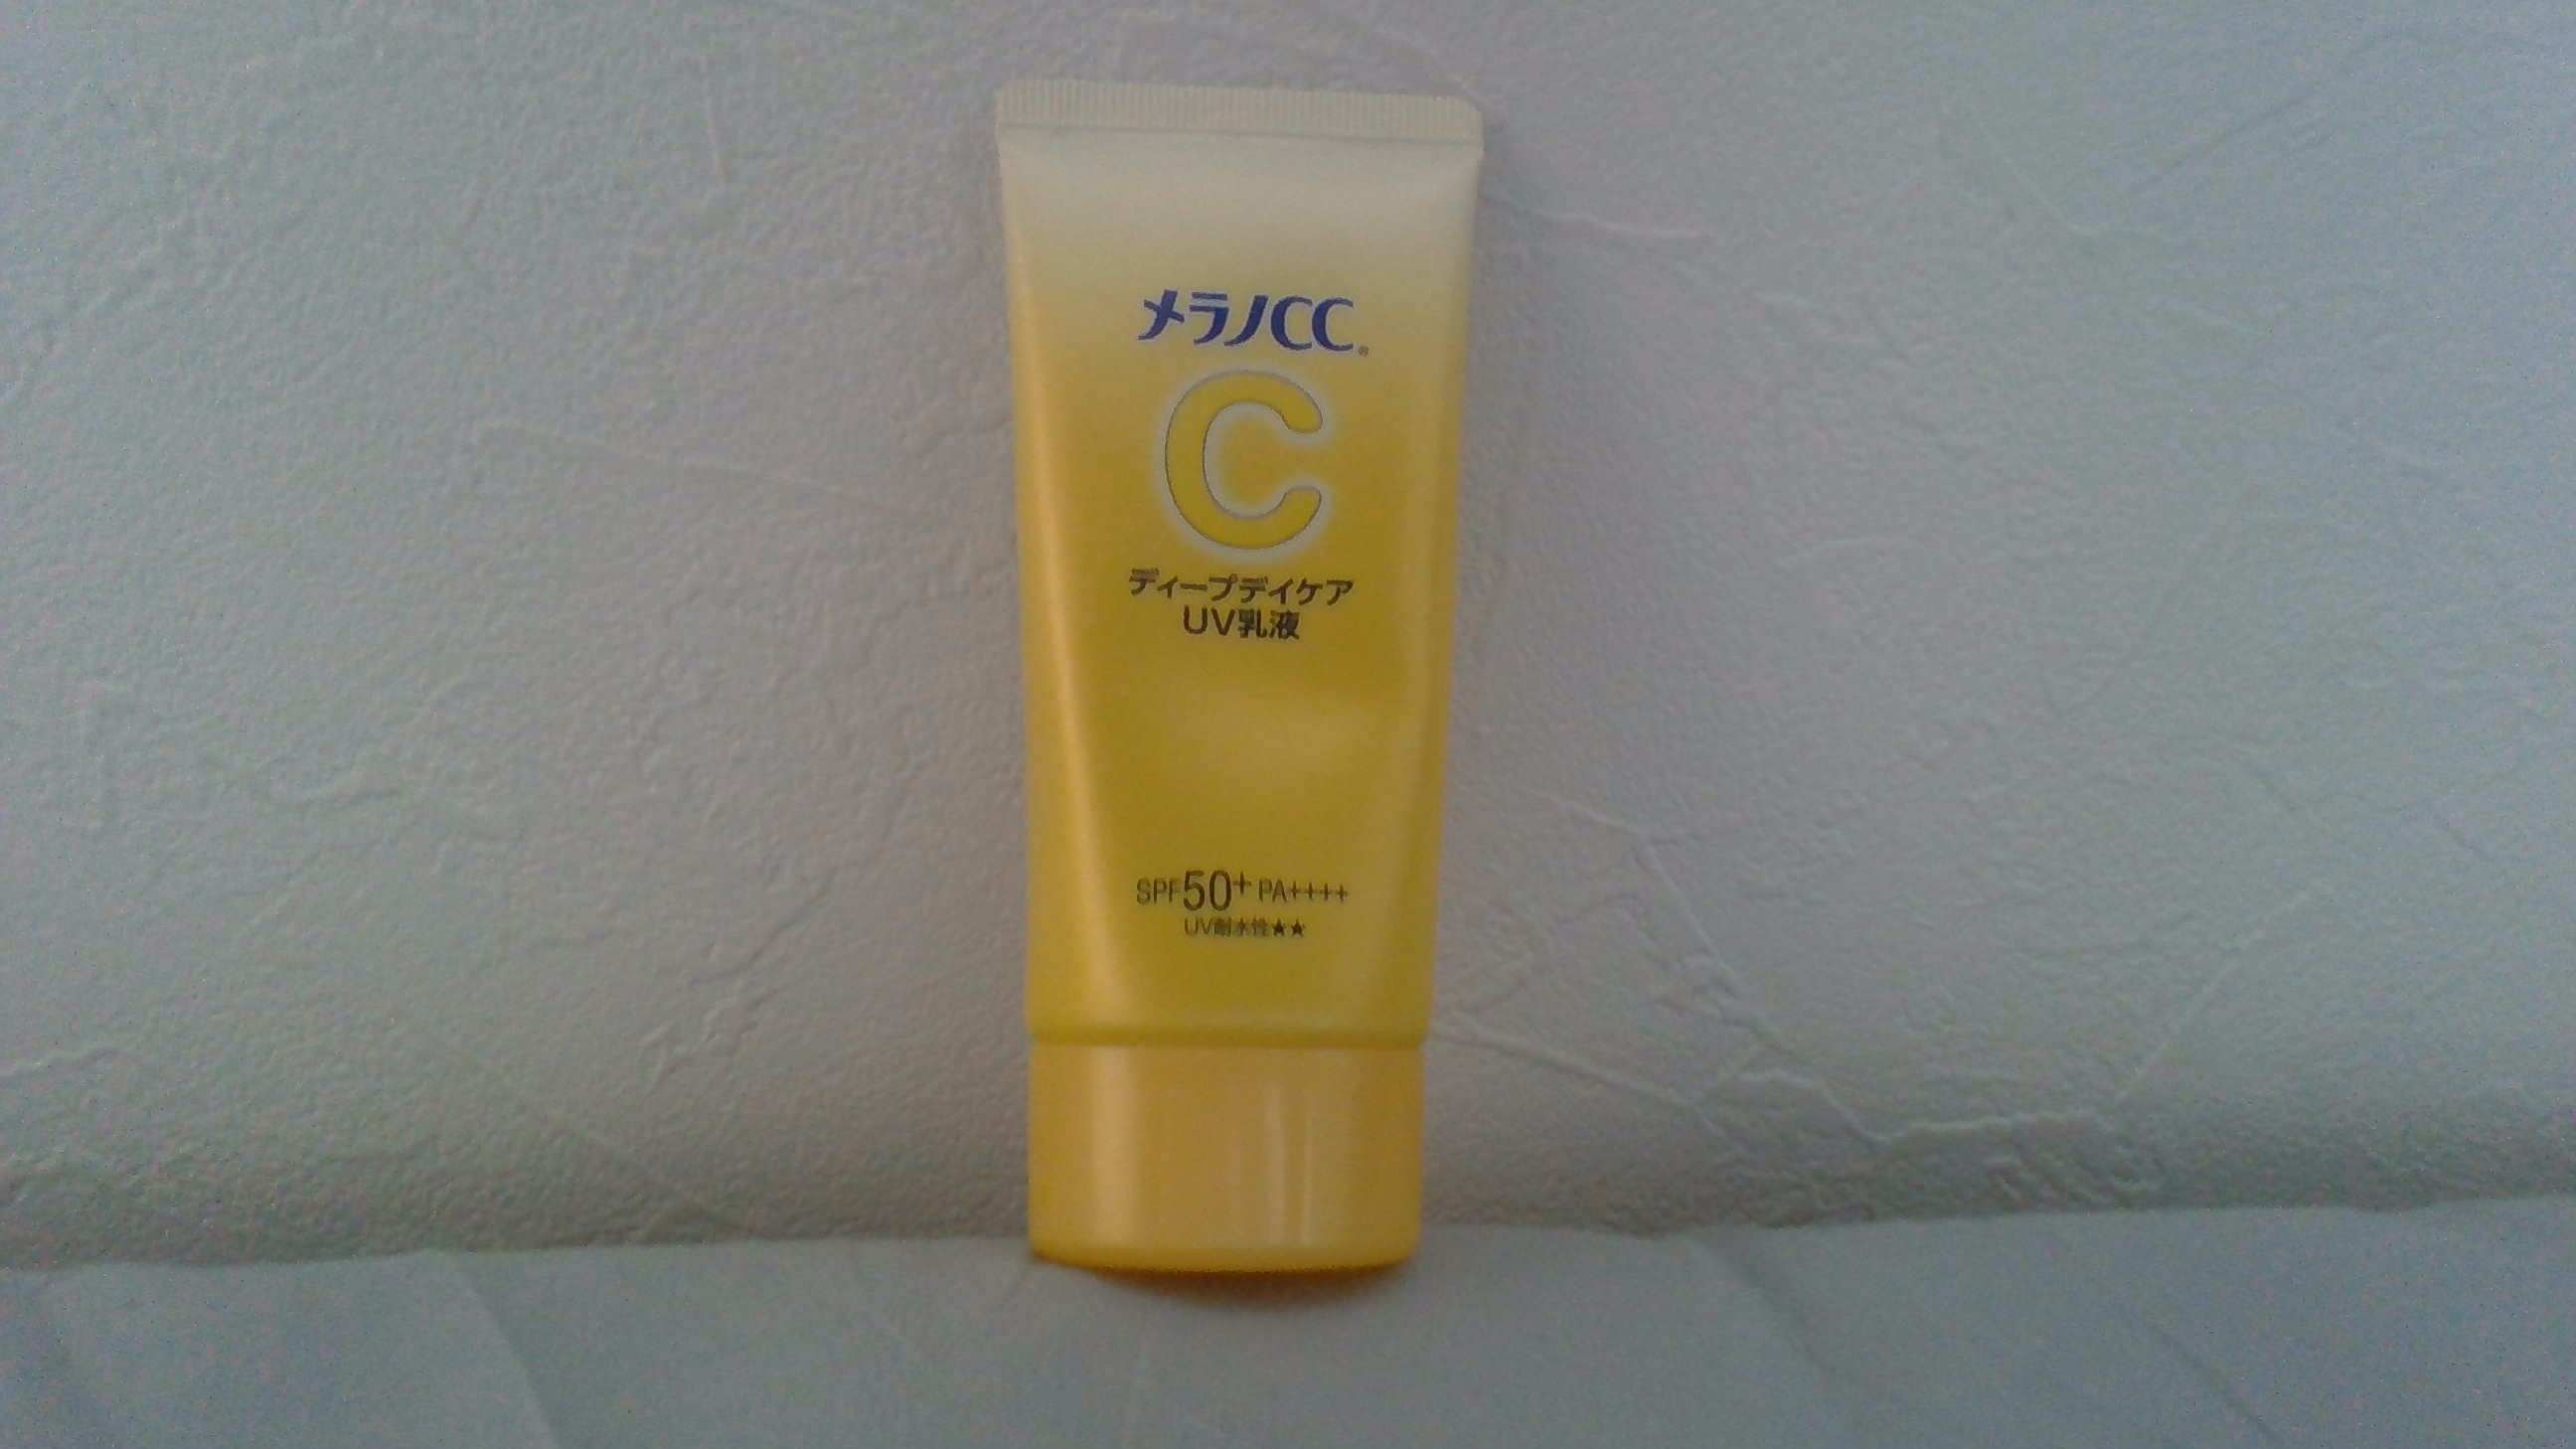 メラノCC®
C
ディープデイケア
UV乳液
SPF50+ PA++++
UV耐水性★★